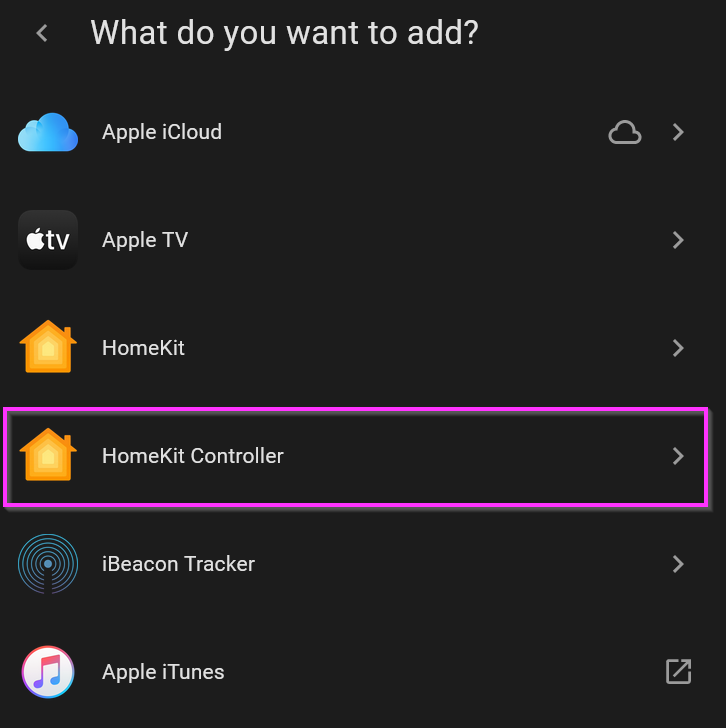 What do you want to add?
Apple iCloud
tv
Apple TV
HomeKit
HomeKit Controller
iBeacon Tracker
Apple iTunes